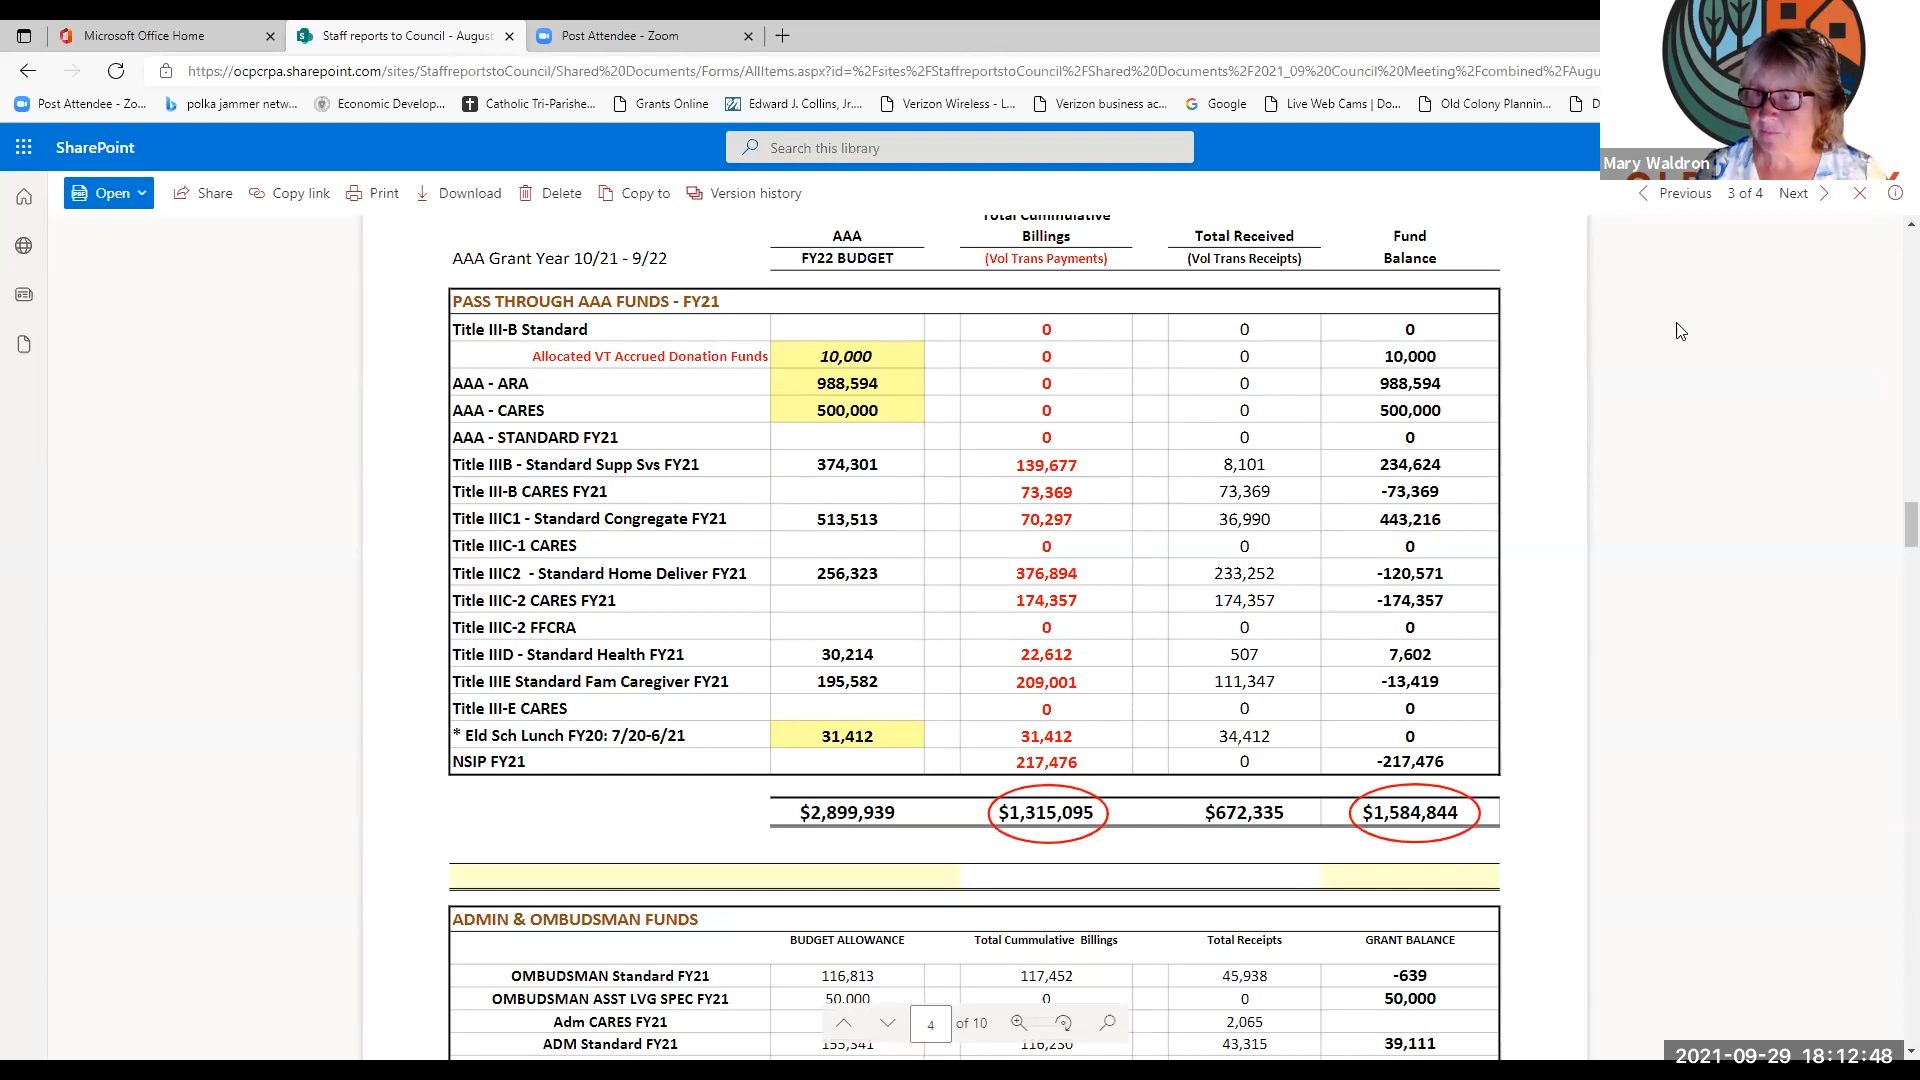 Microsoft Office Home
Staff reports to Council - August
Post Attendee - Zoom
https://ocpcrpa.sharepoint.com/sites/StaffreportstoCouncil/Shared%20Documents/Forms/AllItems.aspx?id=%2Fsites%2FStaffreportstoCouncil%2FShared%20Documents%2F2021_09%20Council%20Meeting%2Fcombined%2FAugu
Post Attendee - Zo... polka jammer netw... Economic Develop... Catholic Tri-Parishe... Grants Online Edward J. Collins, Jr.... Verizon Wireless - L... Verizon business ac... Google Live Web Cams | Do... Old Colony Plannin... D
SharePoint
Search this library
Mary Waldron
Open Share Copy link Print Download Delete Copy to Version history Previous 3 of 4 Next
Total Cummulative
AAA Billings Total Received Fund
AAA Grant Year 10/21 - 9/22 FY22 BUDGET (Vol Trans Payments) (Vol Trans Receipts) Balance
PASS THROUGH AAA FUNDS - FY21
Title III-B Standard 0 0 0
Allocated VT Accrued Donation Funds 10,000 0 0 10,000
AAA - ARA 988,594 0 0 988,594
AAA - CARES 500,000 0 0 500,000
AAA - STANDARD FY21 0 0 0
Title IIIB - Standard Supp Svs FY21 374,301 139,677 8,101 234,624
Title III-B CARES FY21 73,369 73,369 -73,369
Title IIIC1 - Standard Congregate FY21 513,513 70,297 36,990 443,216
Title IIIC-1 CARES 0 0 0
Title IIIC2 - Standard Home Deliver FY21 256,323 376,894 233,252 -120,571
Title IIIC-2 CARES FY21 174,357 174,357 -174,357
Title IIIC-2 FFCRA 0 0 0
Title IIID - Standard Health FY21 30,214 22,612 507 7,602
Title IIIE Standard Fam Caregiver FY21 195,582 209,001 111,347 -13,419
Title III-E CARES 0 0 0
* Eld Sch Lunch FY20: 7/20-6/21 31,412 31,412 34,412 0
NSIP FY21 217,476 0 -217,476
$2,899,939 $1,315,095 $672,335 $1,584,844
ADMIN & OMBUDSMAN FUNDS
BUDGET ALLOWANCE Total Cummulative Billings Total Receipts GRANT BALANCE
OMBUDSMAN Standard FY21 116,813 117,452 45,938 -639
OMBUDSMAN ASST LVG SPEC FY21 50,000 0 0 50,000
Adm CARES FY21 2,065
ADM Standard FY21 155,341 116,230 43,315 39,111
4 of 10
2021-09-29 18:12:48